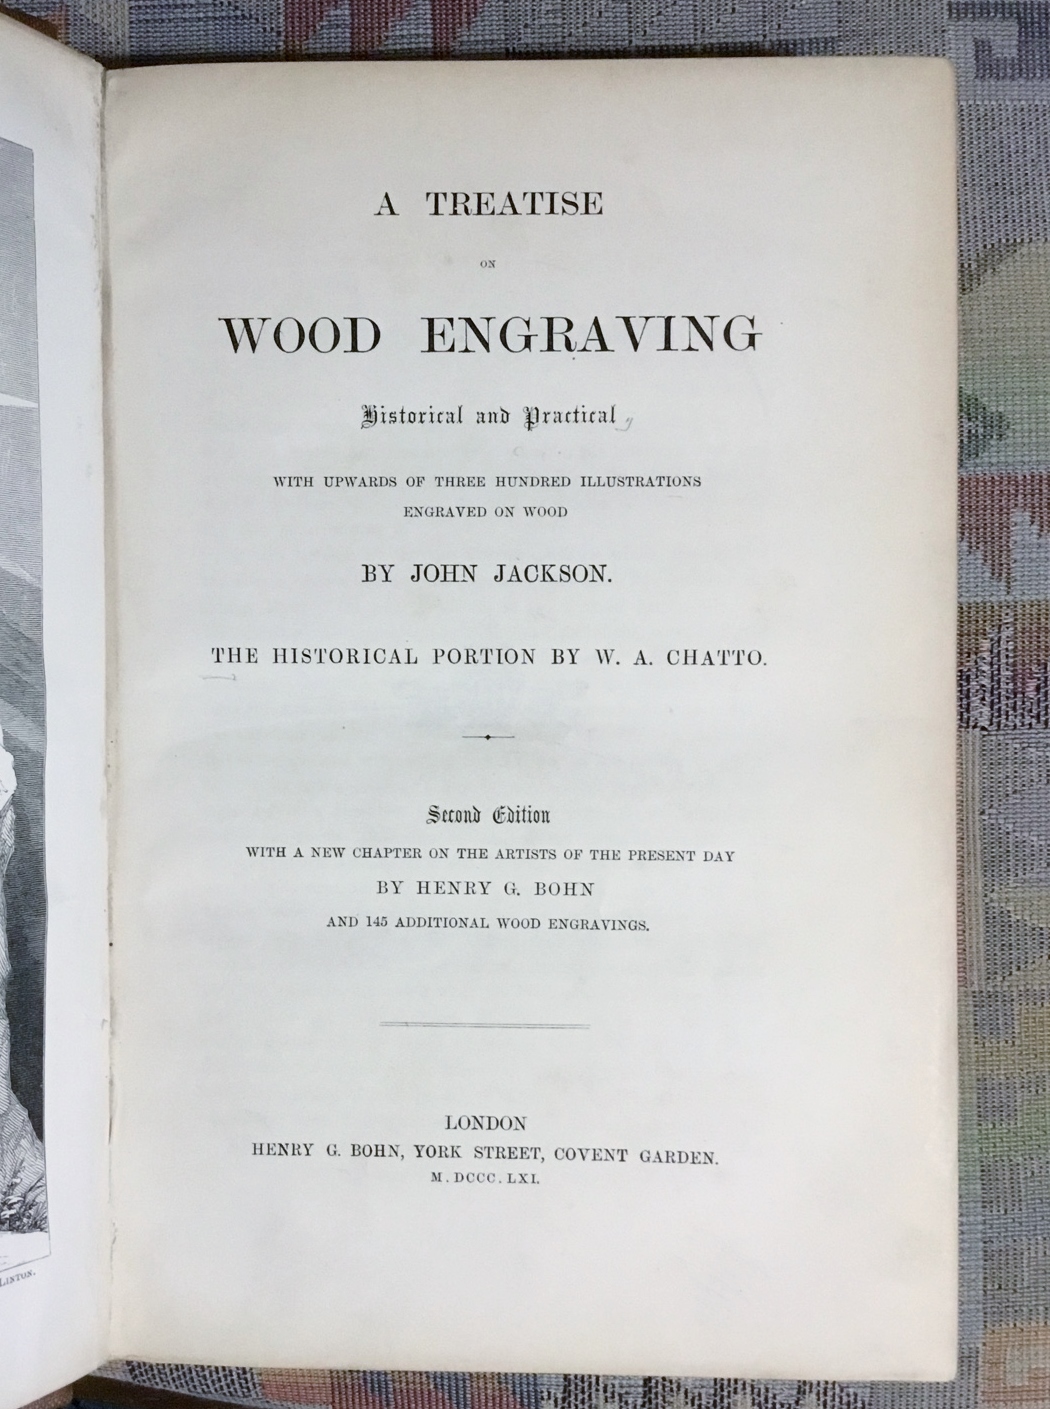 A TREATISE
ON
WOOD ENGRAVING
Historical and Practical
WITH UPWARDS OF THREE HUNDRED ILLUSTRATIONS
ENGRAVED ON WOOD
BY JOHN JACKSON.
THE HISTORICAL PORTION BY W. A. CHATTO.
Second Edition
WITH A NEW CHAPTER ON THE ARTISTS OF THE PRESENT DAY
BY HENRY G. BOHN
AND 145 ADDITIONAL WOOD ENGRAVINGS.
LONDON
HENRY G. BOHN, YORK STREET, COVENT GARDEN.
M.DCCC.LXI.
LINTON.